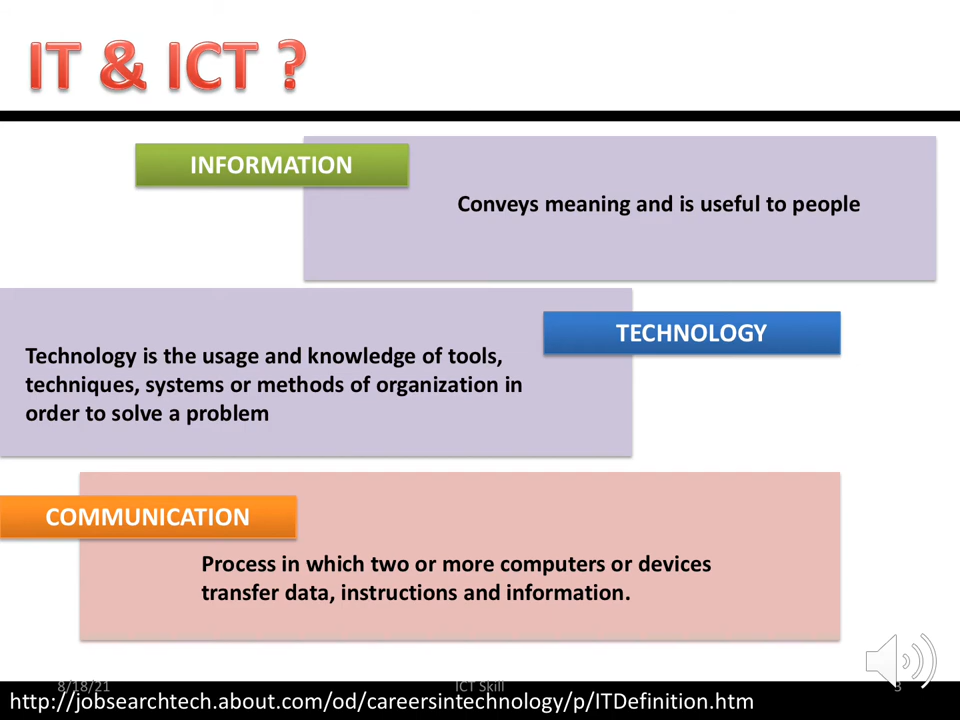 IT & ICT ?
INFORMATION
Conveys meaning and is useful to people
TECHNOLOGY
Technology is the usage and knowledge of tools,
techniques, systems or methods of organization in
order to solve a problem
COMMUNICATION
Process in which two or more computers or devices
transfer data, instructions and information.
8/18/21
ICT Skill
3
http://jobsearchtech.about.com/od/careersintechnology/p/ITDefinition.htm